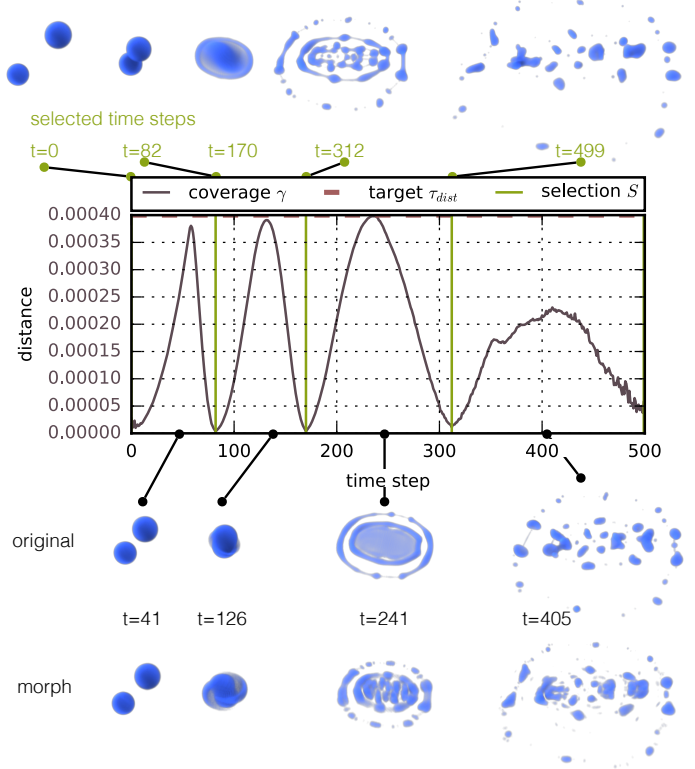 selected time steps
t=0 t=82 t=170 t=312 t=499
coverage γ target τ_dist selection S
0.00040
0.00035
0.00030
0.00025
0.00020
0.00015
0.00010
0.00005
0.00000
distance
0 100 200 300 400 500
time step
original
t=41 t=126 t=241 t=405
morph